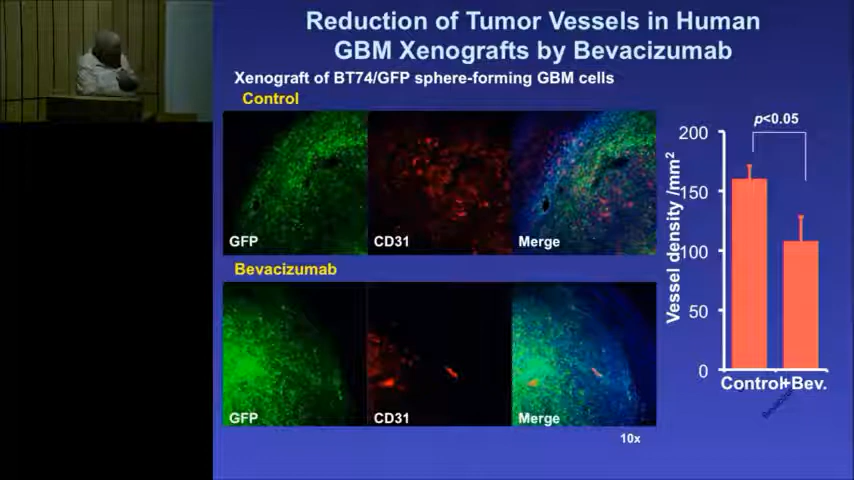 Reduction of Tumor Vessels in Human
GBM Xenografts by Bevacizumab
Xenograft of BT74/GFP sphere-forming GBM cells
Control
GFP
CD31
Merge
Bevacizumab
GFP
CD31
Merge
10x
p<0.05
Vessel density /mm²
200
150
100
50
0
Control
+Bev.